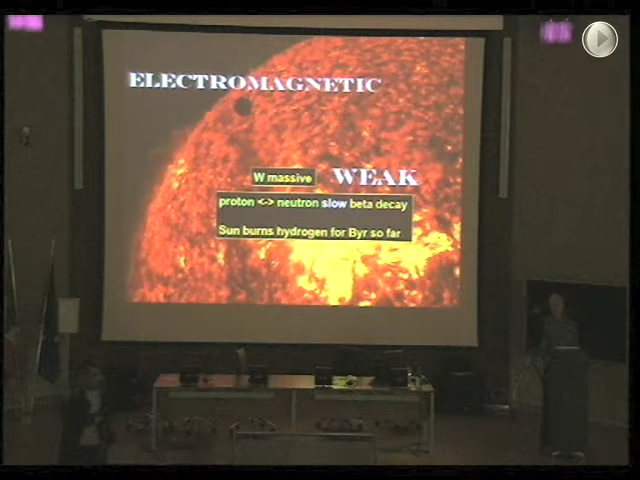 ELECTROMAGNETIC
W massive WEAK
proton <-> neutron slow beta decay
Sun burns hydrogen for Byr so far